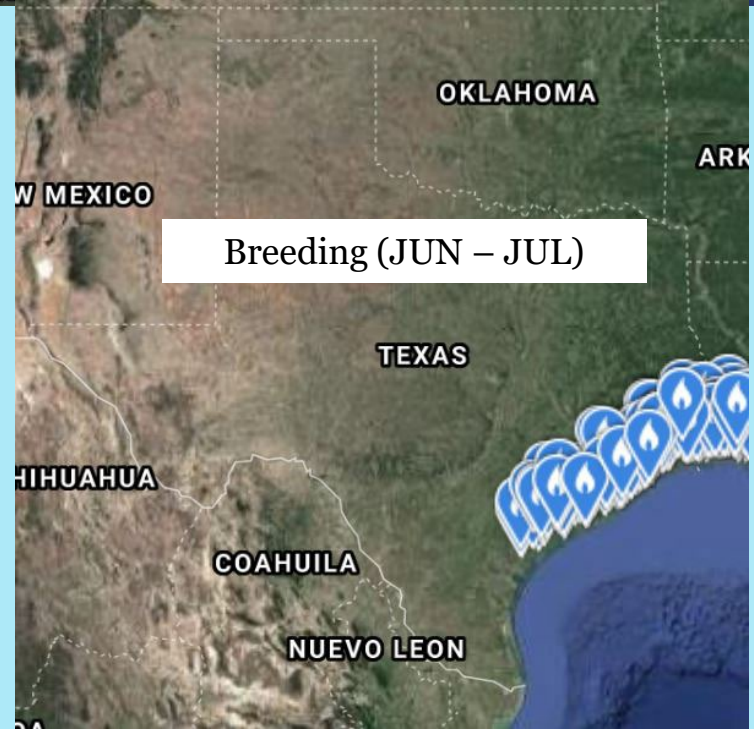 OKLAHOMA
ARK
W MEXICO
Breeding (JUN – JUL)
TEXAS
HIHUAHUA
COAHUILA
NUEVO LEON